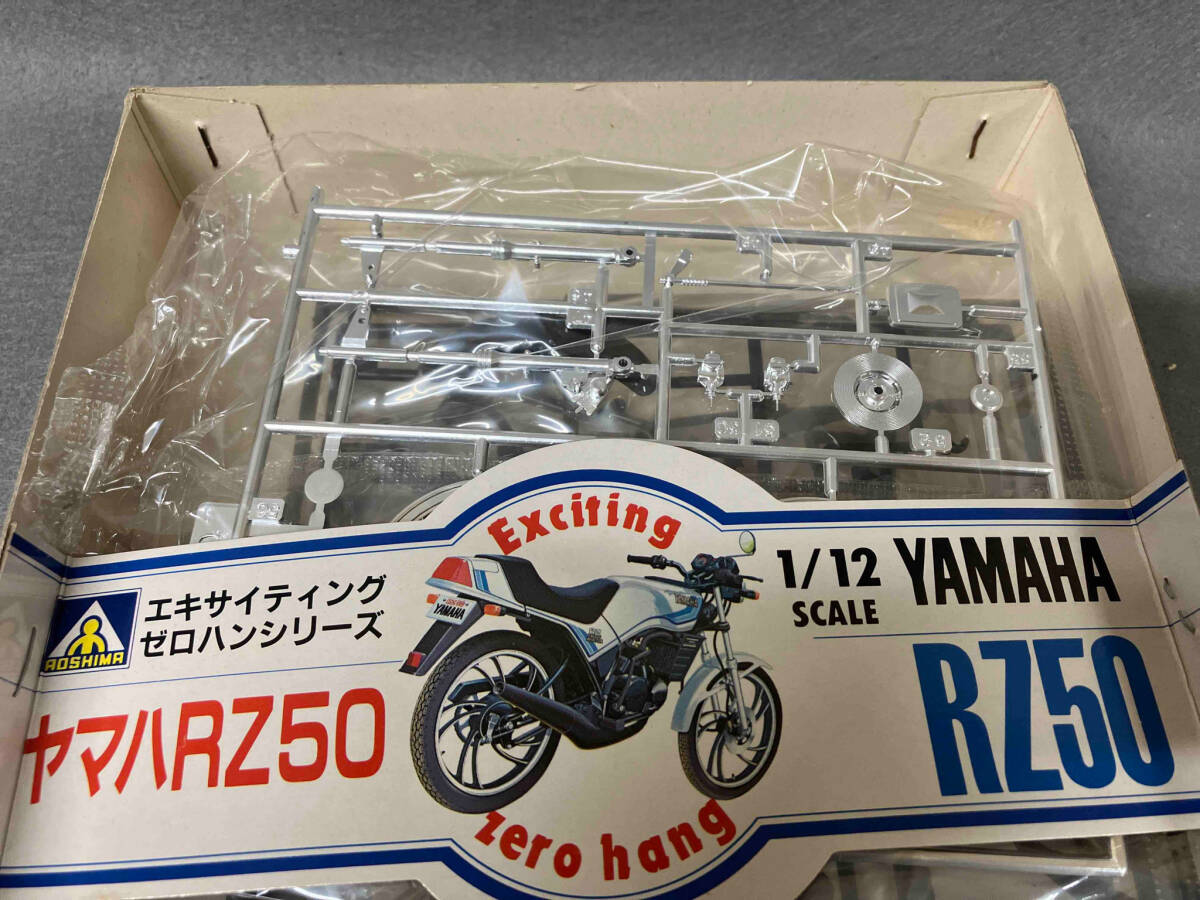 Exciting
エキサイティング
ゼロハンシリーズ
AOSHIMA
ヤマハRZ50
YAMAHA
1/12
SCALE
YAMAHA
RZ50
zero hang